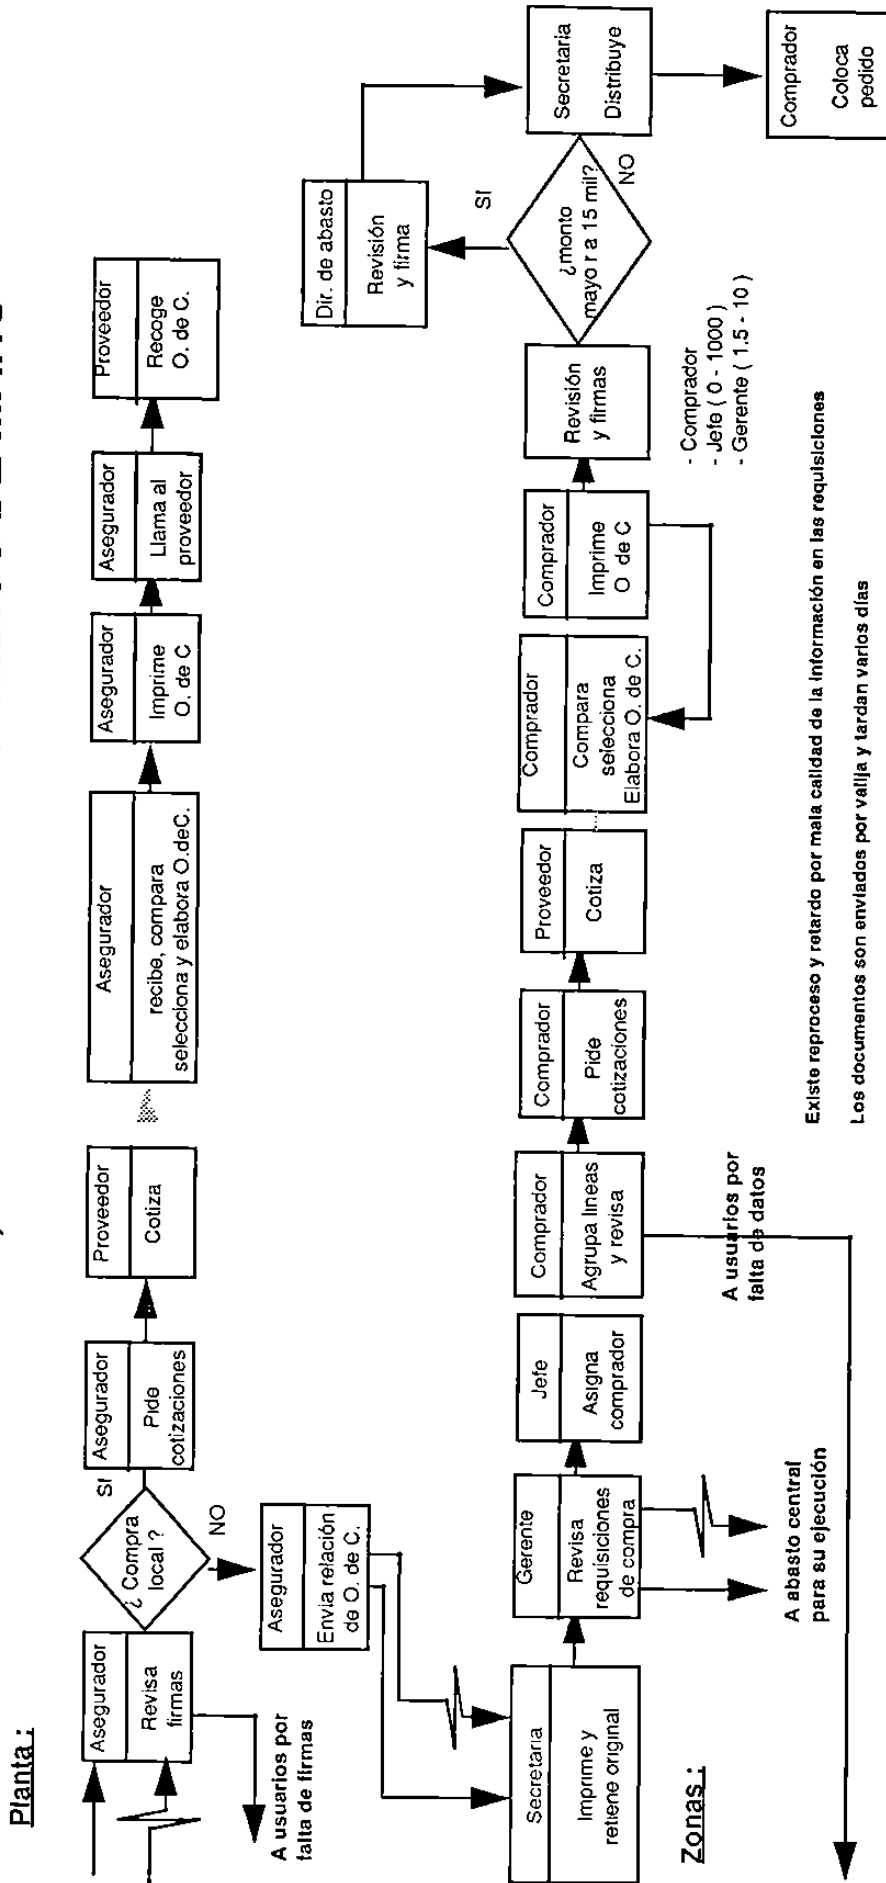 Planta :
Asegurador
Revisa
firmas
A usuarios por
falta de firmas
¿ Compra
local ?
SI
NO
Asegurador
Pide
cotizaciones
Proveedor
Cotiza
Asegurador
recibe, compara
selecciona y elabora O.deC.
Asegurador
Imprime
O. de C
Asegurador
Llama al
proveedor
Proveedor
Recoge
O. de C.
Asegurador
Envia relación
de O. de C.
Zonas :
Secretaria
Imprime y
retiene original
Gerente
Revisa
requisiciones
de compra
A abasto central
para su ejecución
Jefe
Asigna
comprador
Comprador
Agrupa lineas
y revisa
A usuarios por
falta de datos
Comprador
Pide
cotizaciones
Proveedor
Cotiza
Comprador
Compara
selecciona
Elabora O. de C.
Comprador
Imprime
O de C
Revisión
y firmas
- Comprador
- Jefe ( 0 - 1000 )
- Gerente ( 1.5 - 10 )
¿monto
mayo r a 15 mil?
SI
NO
Dir. de abasto
Revisión
y firma
Secretaria
Distribuye
Comprador
Coloca
pedido
Existe reproceso y retardo por mala calidad de la información en las requisiciones
Los documentos son enviados por valija y tardan varios días